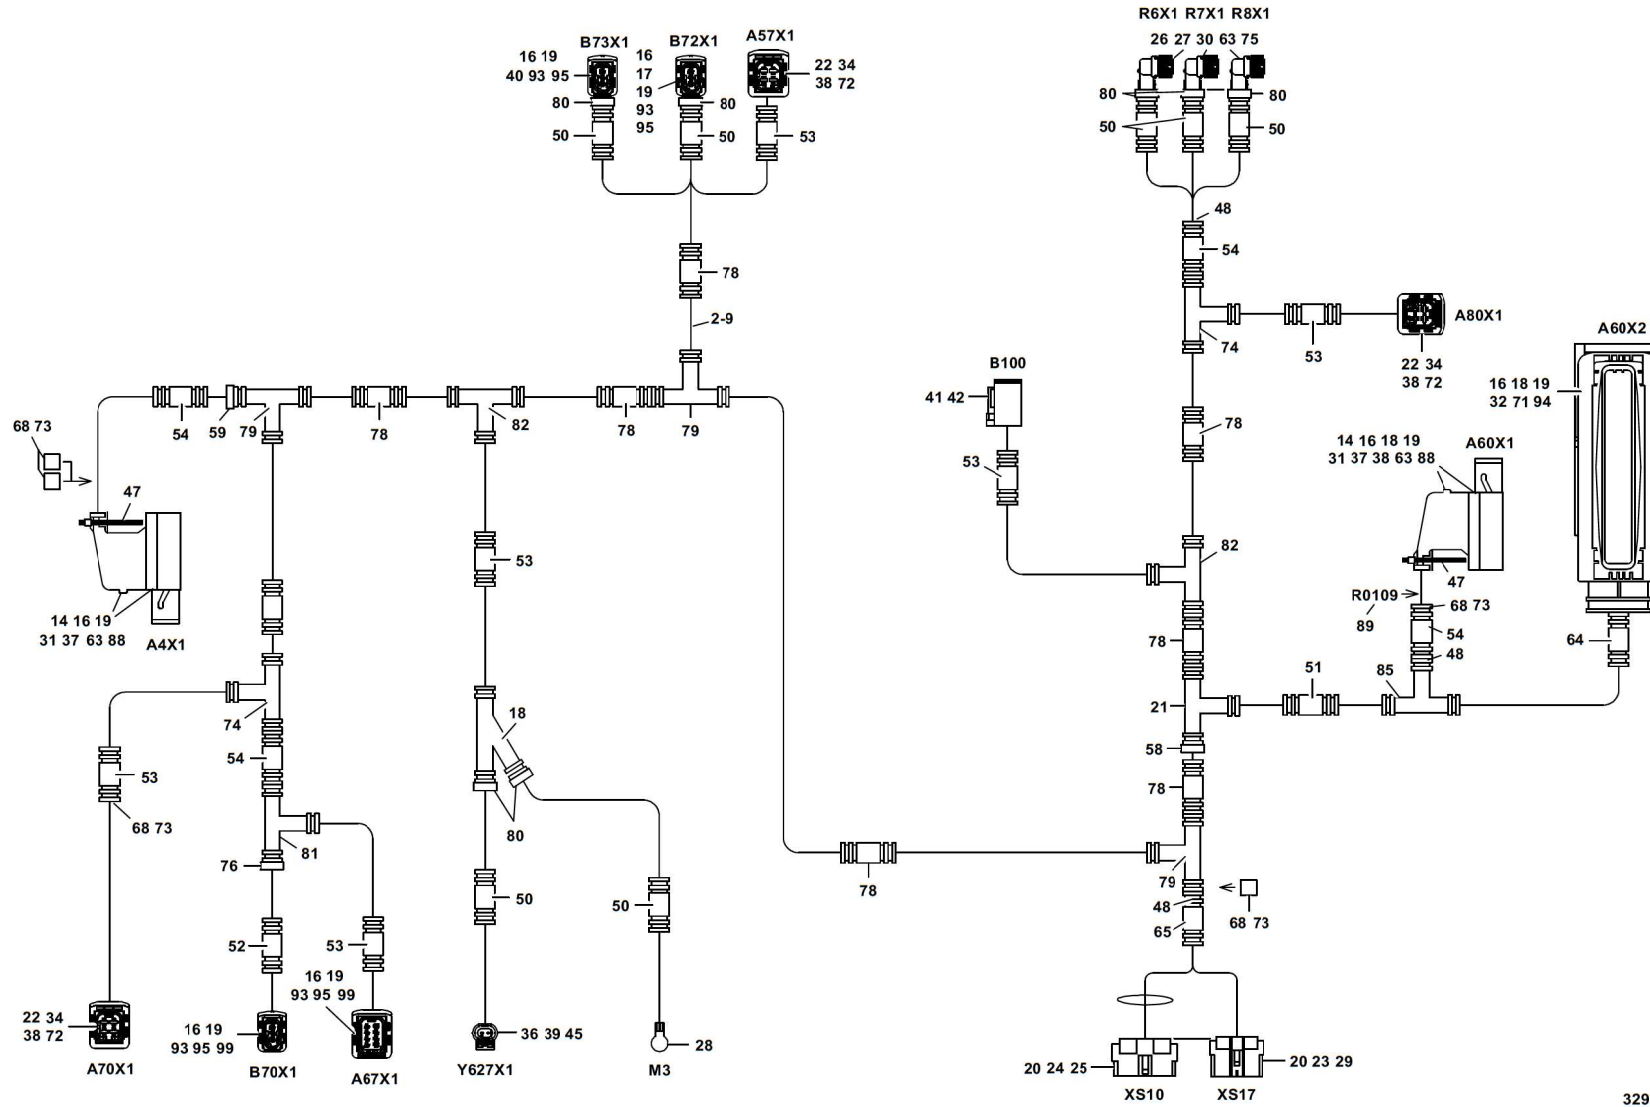 R6X1 R7X1 R8X1
26 27 30 63 75
B73X1
B72X1
A57X1
16 19
40 93 95
16
17
19
93
95
22 34
38 72
80
80
80
80
50
50
53
50
50
48
54
78
2-9
74
53
A80X1
22 34
38 72
A60X2
16 18 19
32 71 94
B100
41 42
54
59
79
78
82
78
79
78
68 73
53
14 16 18 19
31 37 38 63 88
A60X1
47
53
82
47
R0109
89
68 73
54
48
64
14 16 19
31 37 63 88
A4X1
78
51
85
74
18
21
58
54
53
78
68 73
80
81
76
78
79
48
65
68 73
50
50
52
53
16 19
93 95 99
22 34
38 72
16 19
93 95 99
36 39 45
28
A70X1
B70X1
A67X1
Y627X1
M3
20 24 25
20 23 29
XS10
XS17
329